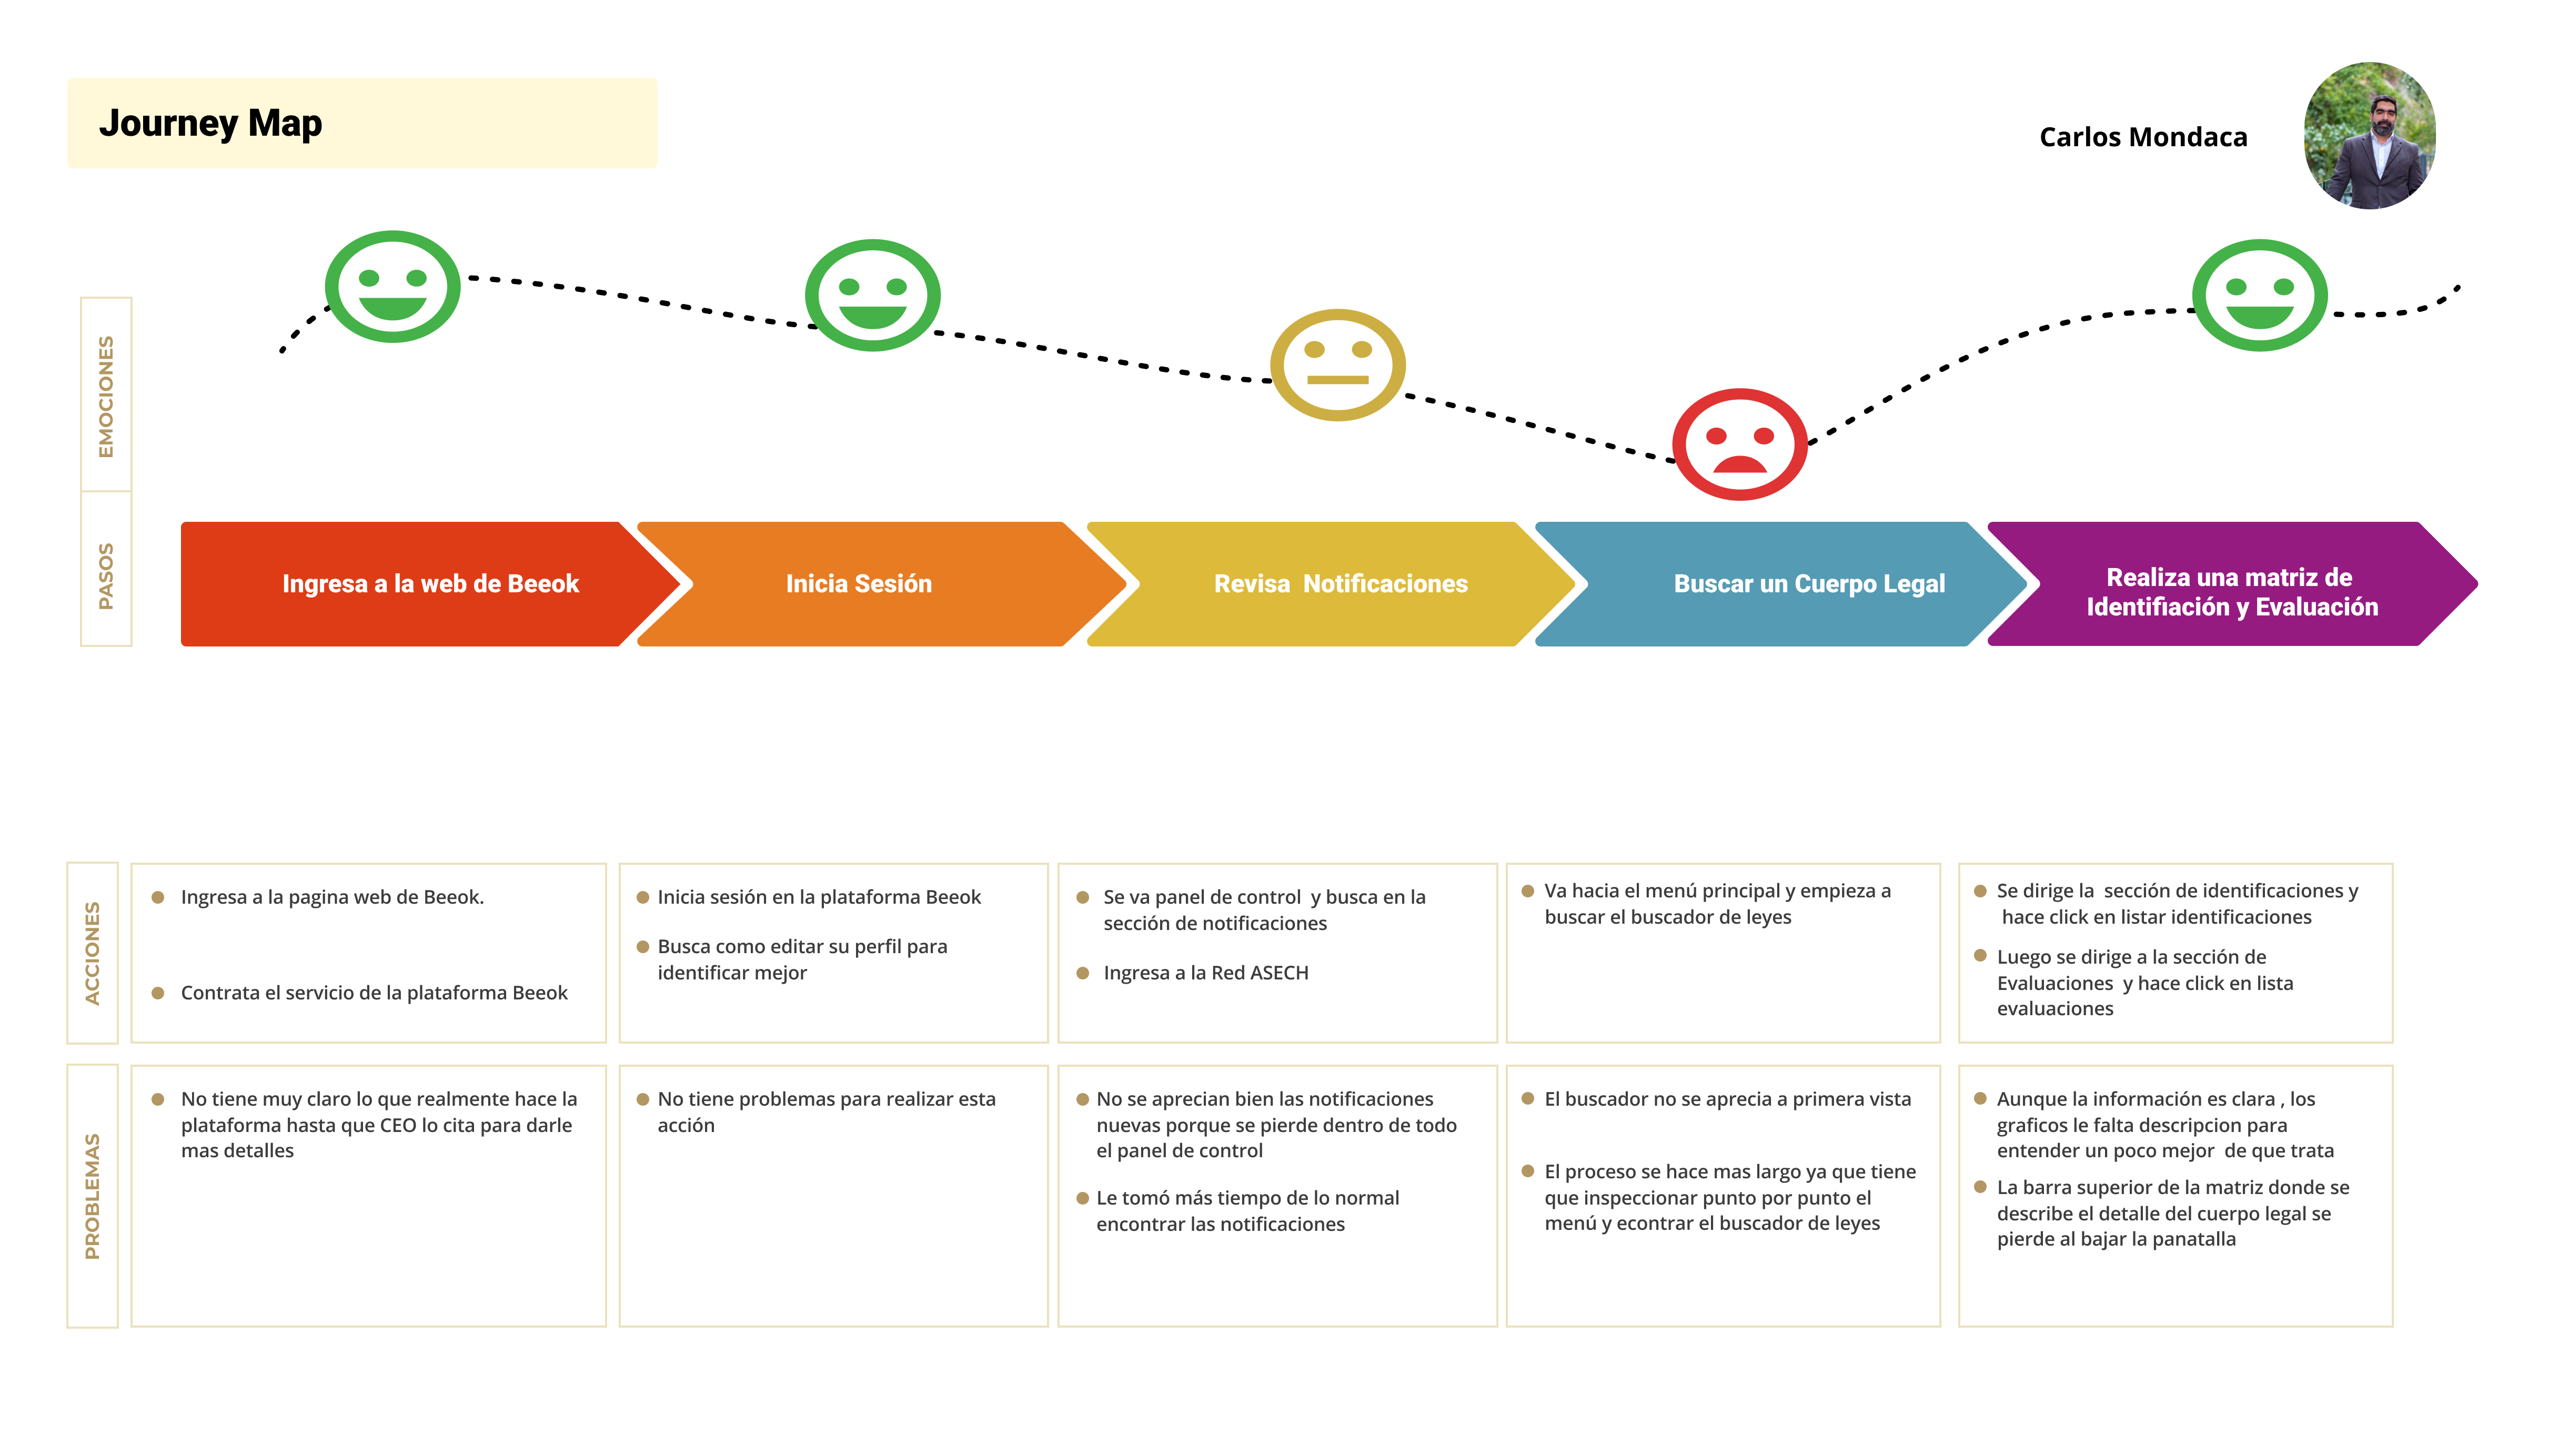 Journey Map
Carlos Mondaca
EMOCIONES
PASOS
Ingresa a la web de Beeok
Inicia Sesión
Revisa  Notificaciones
Buscar un Cuerpo Legal
Realiza una matriz de
Identifiación y Evaluación
ACCIONES
Ingresa a la pagina web de Beeok.
Contrata el servicio de la plataforma Beeok
Inicia sesión en la plataforma Beeok
Busca como editar su perfil para
identificar mejor
Se va panel de control  y busca en la
sección de notificaciones
Ingresa a la Red ASECH
Va hacia el menú principal y empieza a
buscar el buscador de leyes
Se dirige la  sección de identificaciones y
hace click en listar identificaciones
Luego se dirige a la sección de
Evaluaciones  y hace click en lista
evaluaciones
PROBLEMAS
No tiene muy claro lo que realmente hace la
plataforma hasta que CEO lo cita para darle
mas detalles
No tiene problemas para realizar esta
acción
No se aprecian bien las notificaciones
nuevas porque se pierde dentro de todo
el panel de control
Le tomó más tiempo de lo normal
encontrar las notificaciones
El buscador no se aprecia a primera vista
El proceso se hace mas largo ya que tiene
que inspeccionar punto por punto el
menú y econtrar el buscador de leyes
Aunque la información es clara , los
graficos le falta descripcion para
entender un poco mejor  de que trata
La barra superior de la matriz donde se
describe el detalle del cuerpo legal se
pierde al bajar la panatalla